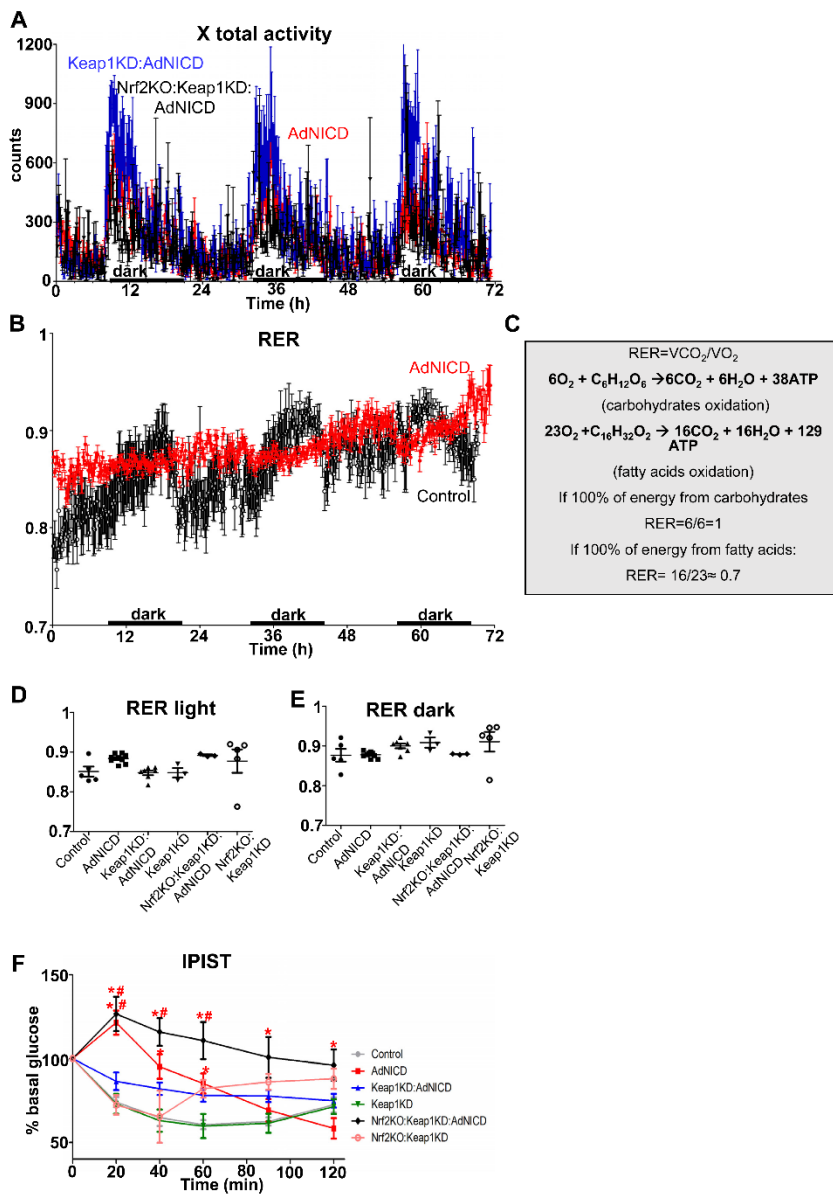 A
X total activity
Keap1KD:AdNICD
Nrf2KO:Keap1KD:
AdNICD
AdNICD
counts
1200
900
600
300
0
dark
dark
dark
0 12 24 36 48 60 72
Time (h)
B
RER
AdNICD
Control
1
0.9
0.8
0.7
dark
dark
dark
0 12 24 36 48 60 72
Time (h)
C
RER=VCO₂/VO₂
6O₂ + C₆H₁₂O₆ →6CO₂ + 6H₂O + 38ATP
(carbohydrates oxidation)
23O₂ +C₁₆H₃₂O₂→ 16CO₂ + 16H₂O + 129
ATP
(fatty acids oxidation)
If 100% of energy from carbohydrates
RER=6/6=1
If 100% of energy from fatty acids:
RER= 16/23≈ 0.7
D
RER light
1
0.9
0.8
0.7
Control
AdNICD
Keap1KD:
AdNICD
Keap1KD
Nrf2KO:Keap1KD:
AdNICD
Nrf2KO:
Keap1KD
E
RER dark
1
0.9
0.8
0.7
Control
AdNICD
Keap1KD:
AdNICD
Keap1KD
Nrf2KO:Keap1KD:
AdNICD
Nrf2KO:
Keap1KD
F
IPIST
% basal glucose
150
100
50
*#
*#
*#
*
*#
*
*
*
Control
AdNICD
Keap1KD:AdNICD
Keap1KD
Nrf2KO:Keap1KD:AdNICD
Nrf2KO:Keap1KD
0 20 40 60 80 100 120
Time (min)